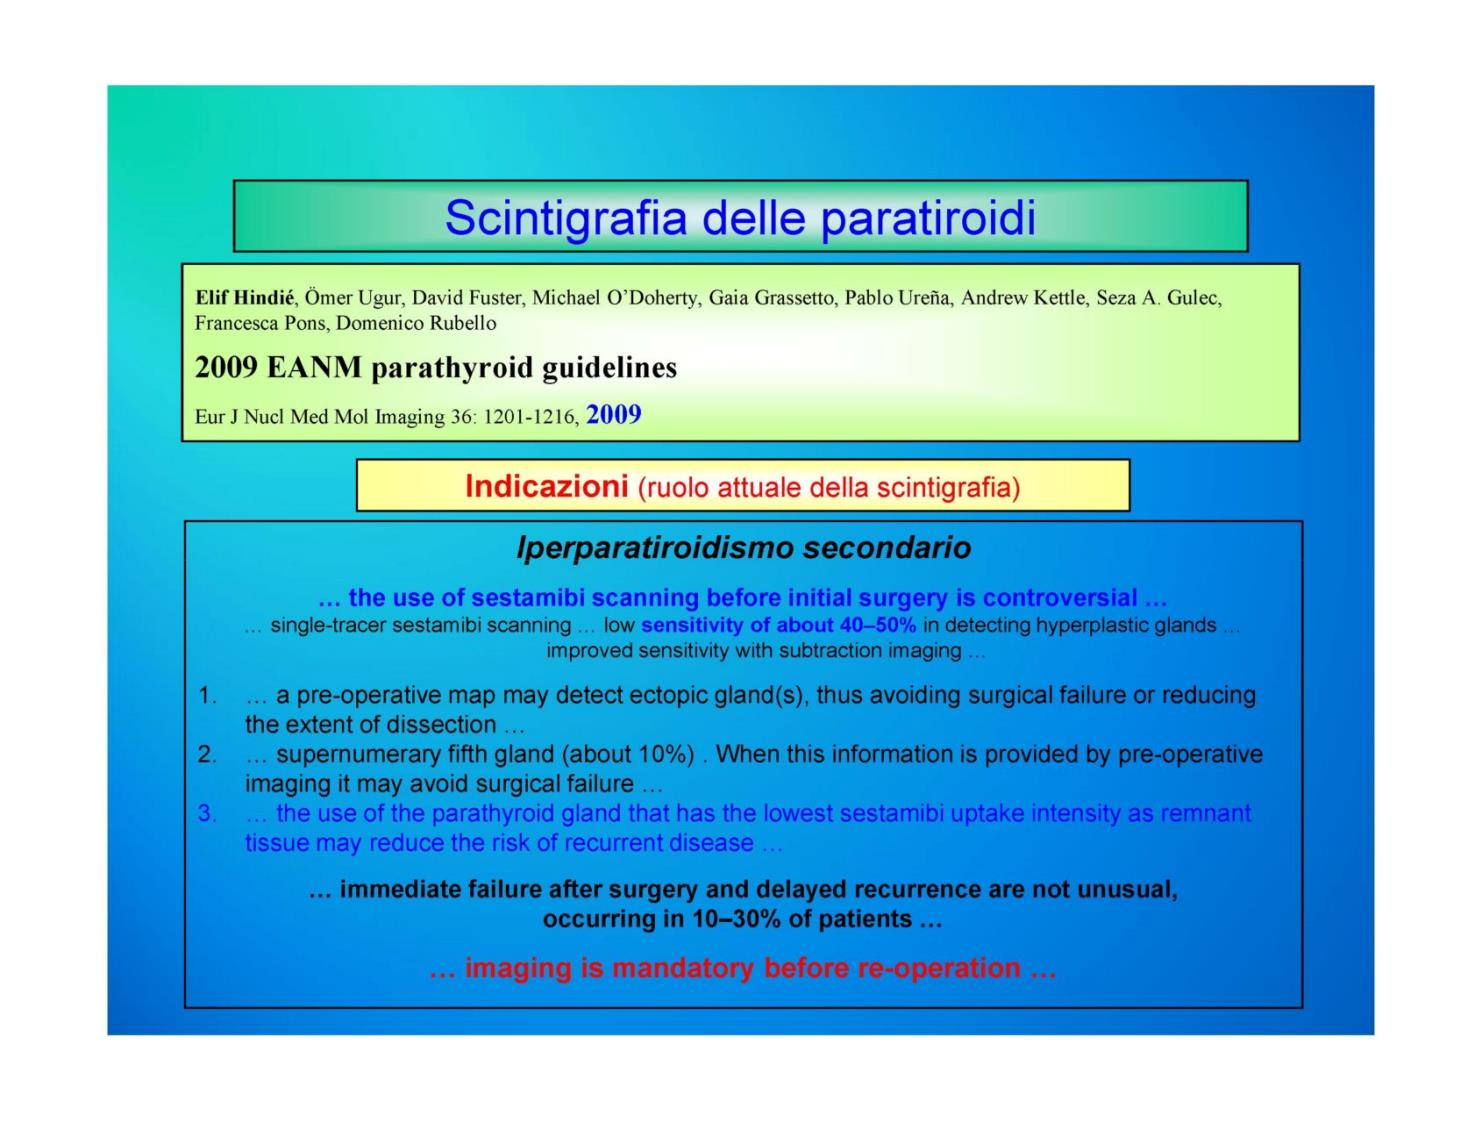 Scintigrafia delle paratiroidi
Elif Hindié, Ömer Ugur, David Fuster, Michael O’Doherty, Gaia Grassetto, Pablo Ureña, Andrew Kettle, Seza A. Gulec,
Francesca Pons, Domenico Rubello
2009 EANM parathyroid guidelines
Eur J Nucl Med Mol Imaging 36: 1201-1216, 2009
Indicazioni (ruolo attuale della scintigrafia)
Iperparatiroidismo secondario
… the use of sestamibi scanning before initial surgery is controversial …
… single-tracer sestamibi scanning … low sensitivity of about 40–50% in detecting hyperplastic glands …
improved sensitivity with subtraction imaging …
1. … a pre-operative map may detect ectopic gland(s), thus avoiding surgical failure or reducing
the extent of dissection …
2. … supernumerary fifth gland (about 10%) . When this information is provided by pre-operative
imaging it may avoid surgical failure …
3. … the use of the parathyroid gland that has the lowest sestamibi uptake intensity as remnant
tissue may reduce the risk of recurrent disease …
… immediate failure after surgery and delayed recurrence are not unusual,
occurring in 10–30% of patients …
… imaging is mandatory before re-operation …